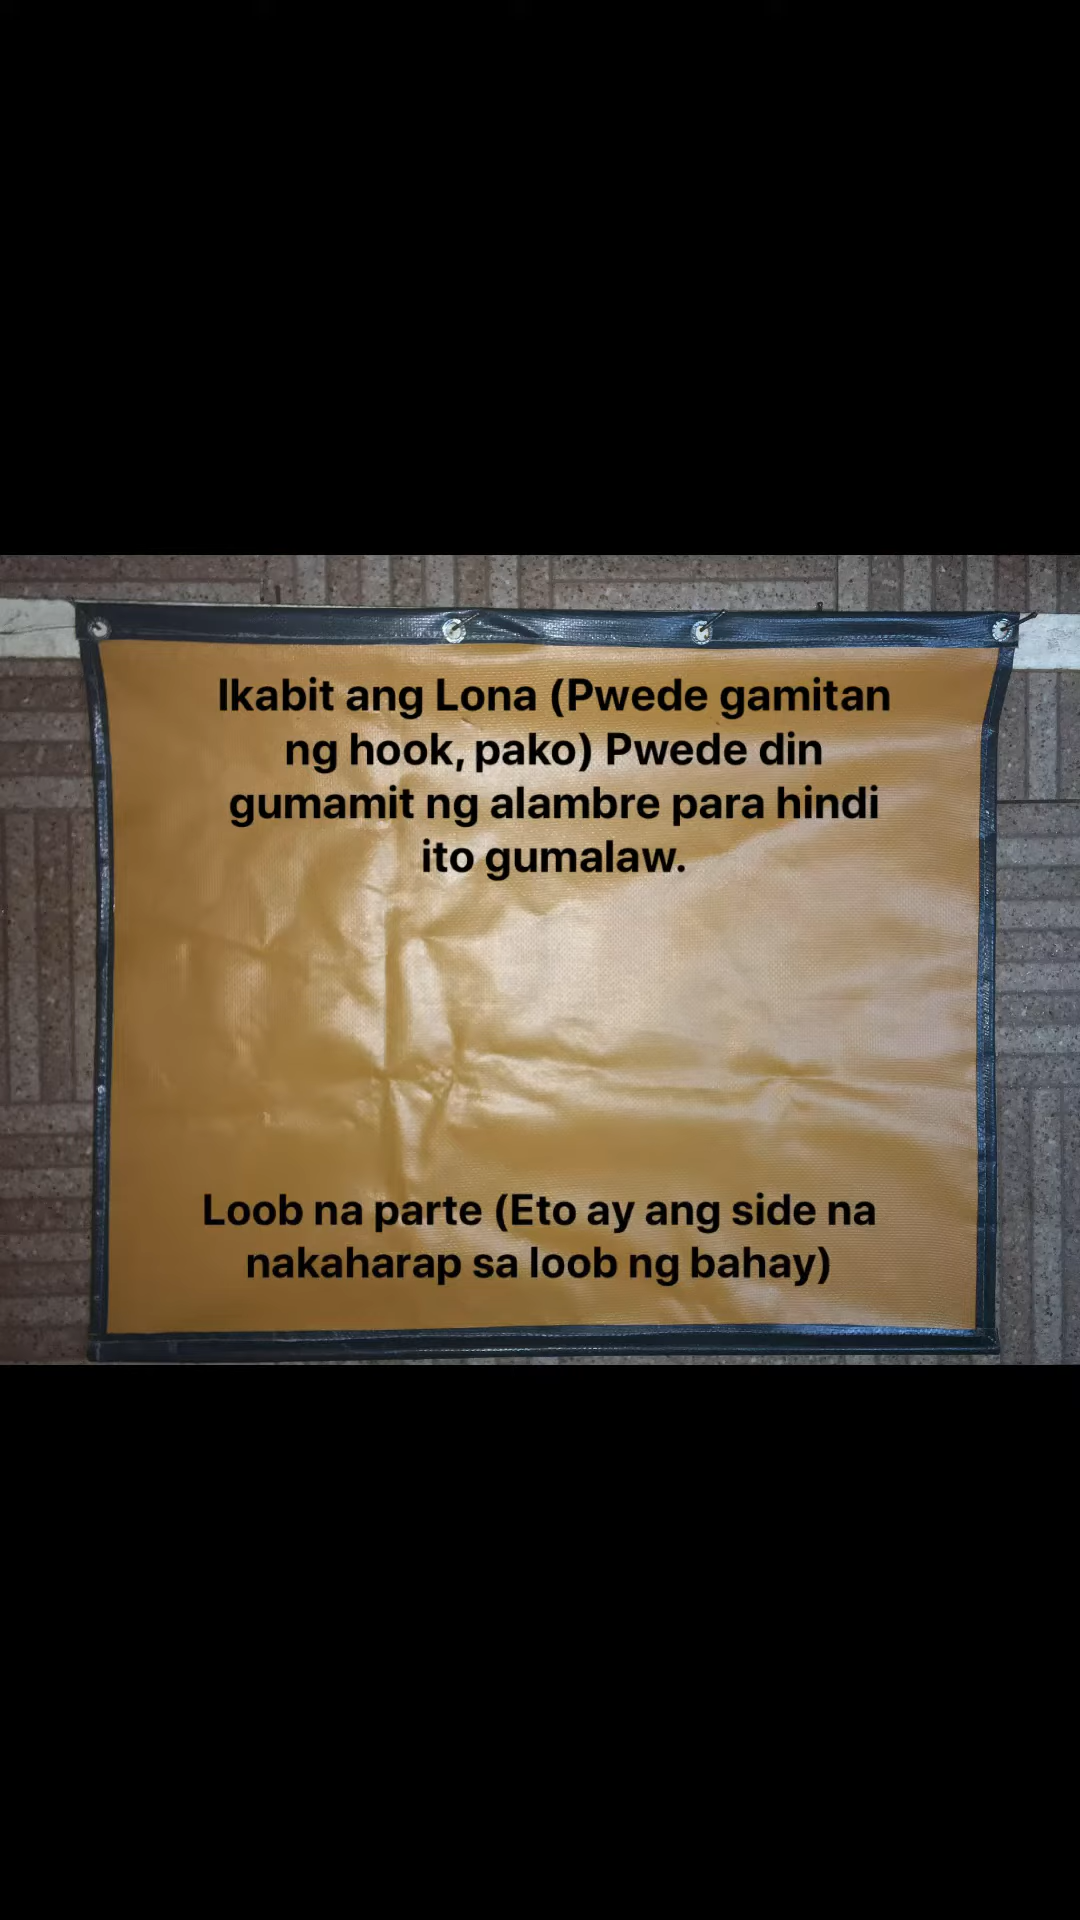 Ikabit ang Lona (Pwede gamitan
ng hook, pako) Pwede din
gumamit ng alambre para hindi
ito gumalaw.
Loob na parte (Eto ay ang side na
nakaharap sa loob ng bahay)